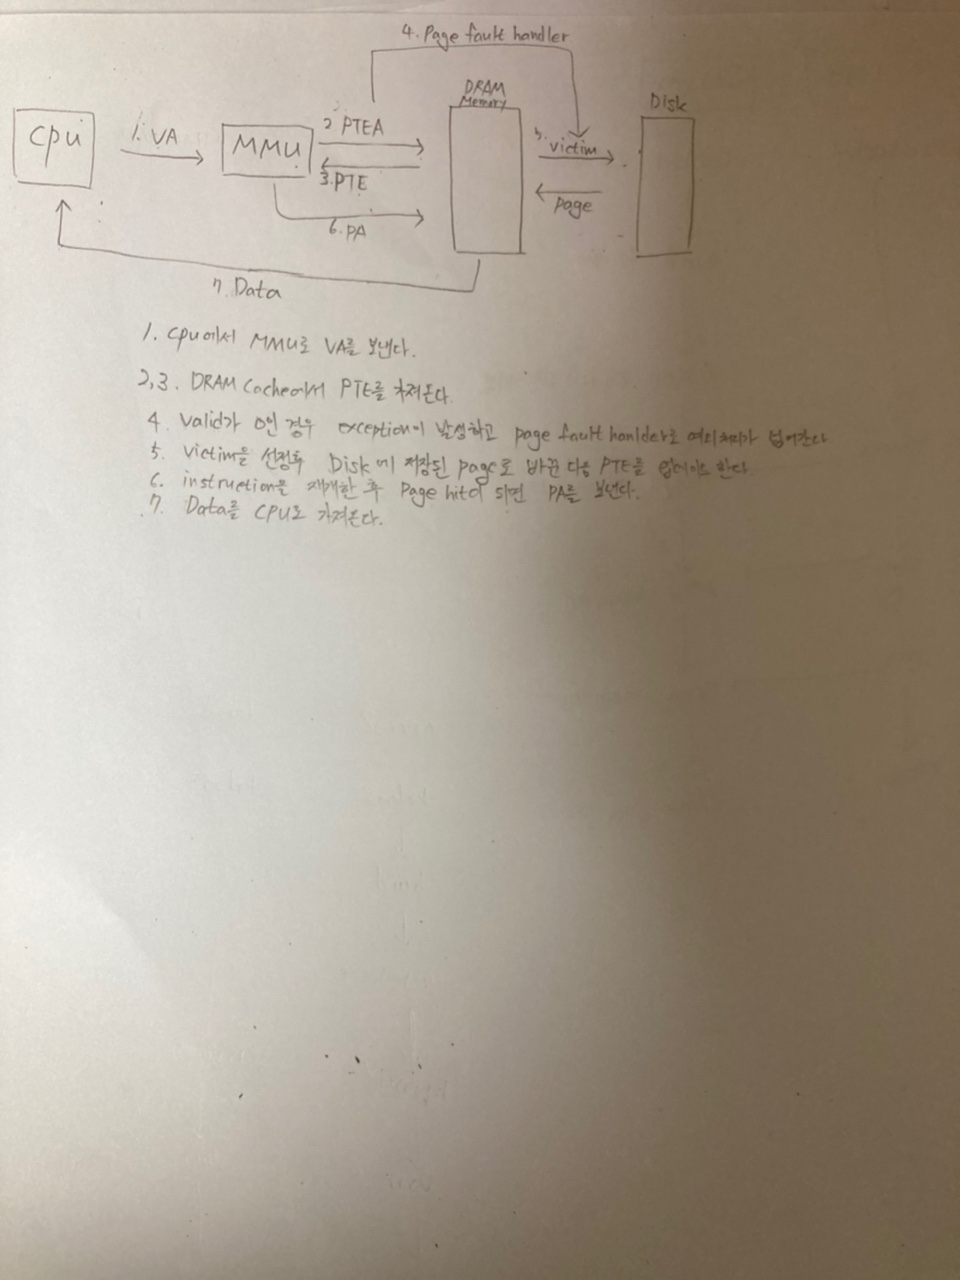 4. Page fault handler
DRAM
Memory
Disk
CPU
1. VA
MMU
2 PTEA
3. PTE
6. PA
5. victim
page
7. Data
1. CPU에서 MMU로 VA를 보낸다.
2,3. DRAM Cache에서 PTE를 가져온다
4. Valid가 0인 경우 exception이 발생하고 page fault hanlder로 예외처리가 넘어간다
5. victim을 선정후 Disk에 저장된 page로 바꾼 다음 PTE를 업데이트 한다
6. instruction을 재개한 후 Page hit이 되면 PA를 보낸다.
7. Data를 CPU로 가져온다.